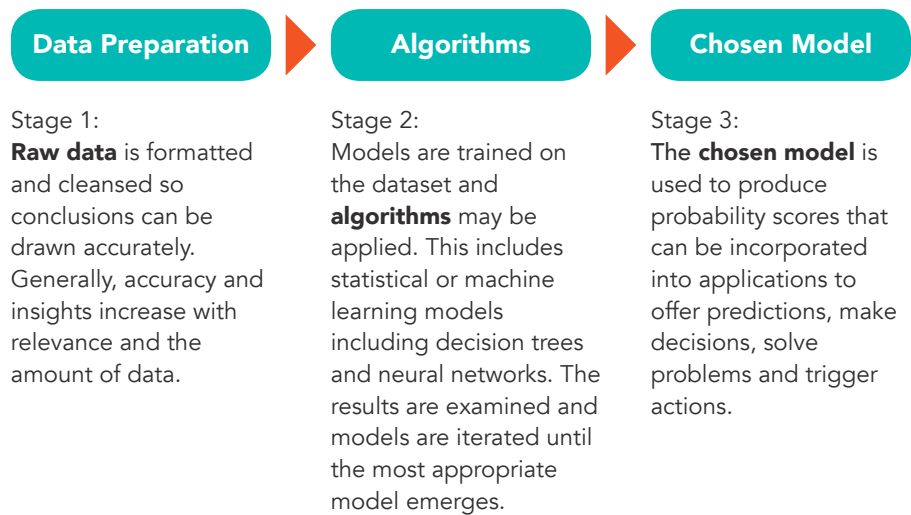 Data Preparation
Algorithms
Chosen Model
Stage 1:
Raw data is formatted
and cleansed so
conclusions can be
drawn accurately.
Generally, accuracy and
insights increase with
relevance and the
amount of data.
Stage 2:
Models are trained on
the dataset and
algorithms may be
applied. This includes
statistical or machine
learning models
including decision trees
and neural networks. The
results are examined and
models are iterated until
the most appropriate
model emerges.
Stage 3:
The chosen model is
used to produce
probability scores that
can be incorporated
into applications to
offer predictions, make
decisions, solve
problems and trigger
actions.